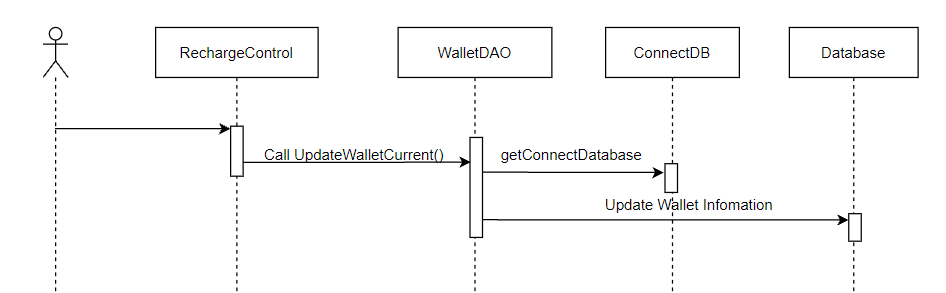 RechargeControl
WalletDAO
ConnectDB
Database
Call UpdateWalletCurrent()
getConnectDatabase
Update Wallet Infomation